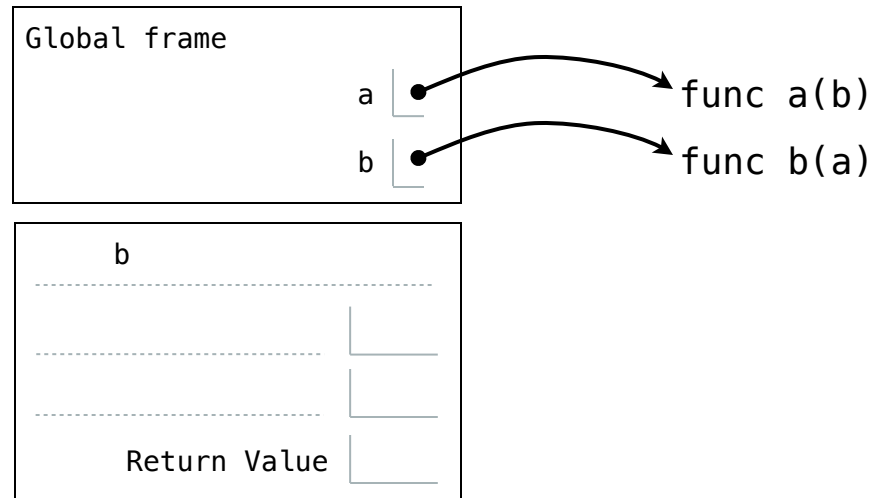 Global frame
a
func a(b)
b
func b(a)
b
Return Value